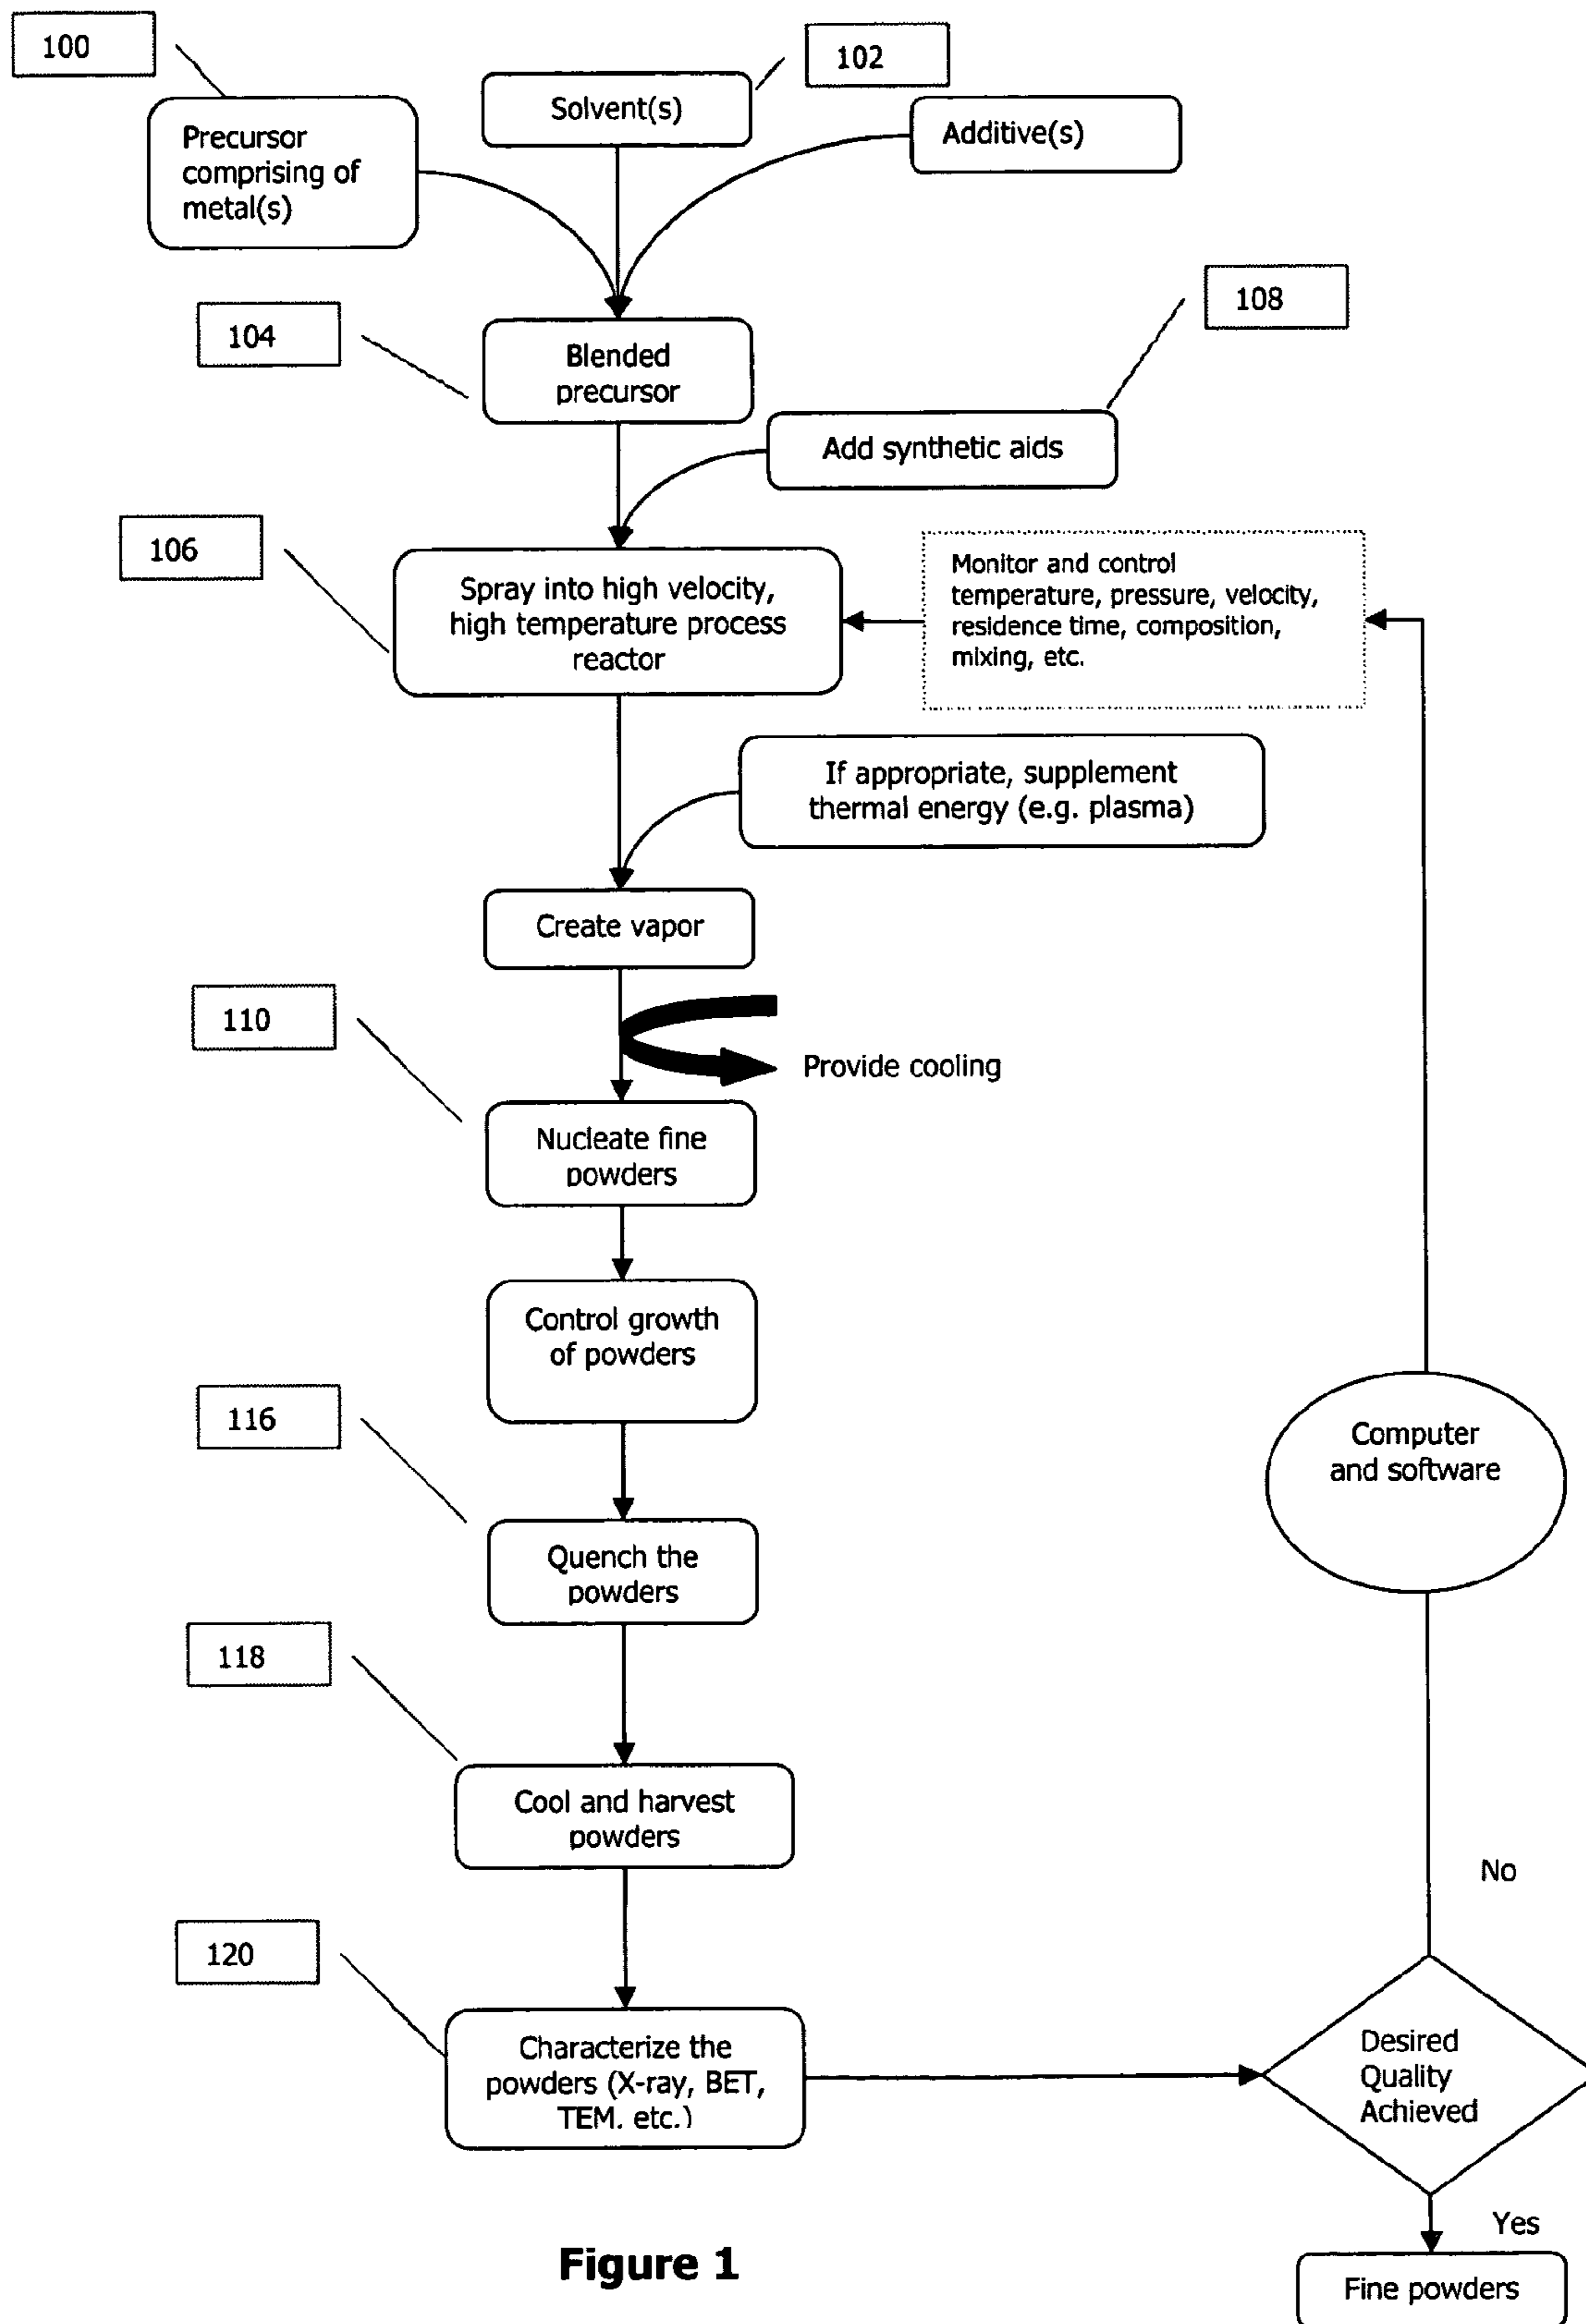 100
102
Solvent(s)
Additive(s)
Precursor
comprising of
metal(s)
108
104
Blended
precursor
Add synthetic aids
106
Spray into high velocity,
high temperature process
reactor
Monitor and control
temperature, pressure, velocity,
residence time, composition,
mixing, etc.
If appropriate, supplement
thermal energy (e.g. plasma)
Create vapor
110
Provide cooling
Nucleate fine
powders
Control growth
of powders
116
Computer
and software
Quench the
powders
118
Cool and harvest
powders
No
120
Characterize the
powders (X-ray, BET,
TEM. etc.)
Desired
Quality
Achieved
Yes
Figure 1
Fine powders